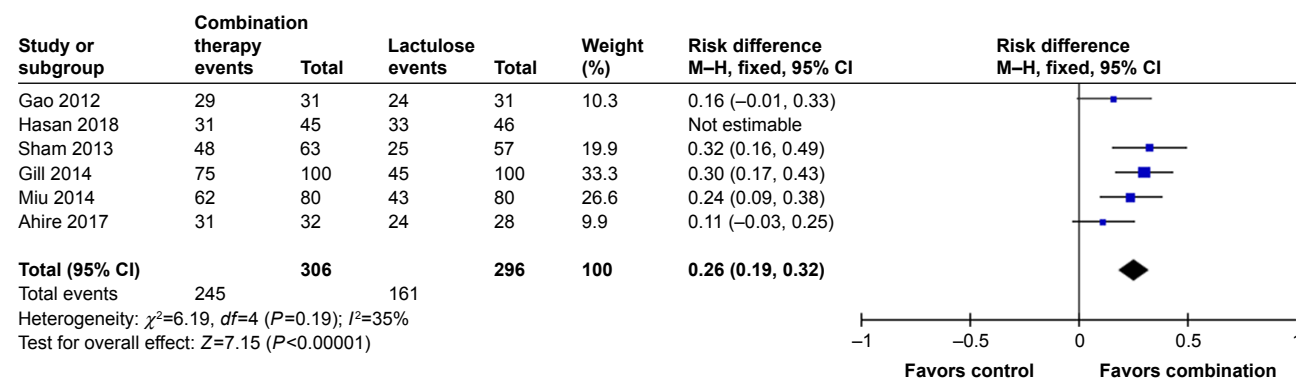 Combination
Study or therapy Lactulose Weight Risk difference Risk difference
subgroup events Total events Total (%) M–H, fixed, 95% CI M–H, fixed, 95% CI
Gao 2012 29 31 24 31 10.3 0.16 (–0.01, 0.33)
Hasan 2018 31 45 33 46 Not estimable
Sham 2013 48 63 25 57 19.9 0.32 (0.16, 0.49)
Gill 2014 75 100 45 100 33.3 0.30 (0.17, 0.43)
Miu 2014 62 80 43 80 26.6 0.24 (0.09, 0.38)
Ahire 2017 31 32 24 28 9.9 0.11 (–0.03, 0.25)
Total (95% CI) 306 296 100 0.26 (0.19, 0.32)
Total events 245 161
Heterogeneity: χ²=6.19, df=4 (P=0.19); I²=35%
Test for overall effect: Z=7.15 (P<0.00001)
–1 –0.5 0 0.5 1
Favors control Favors combination